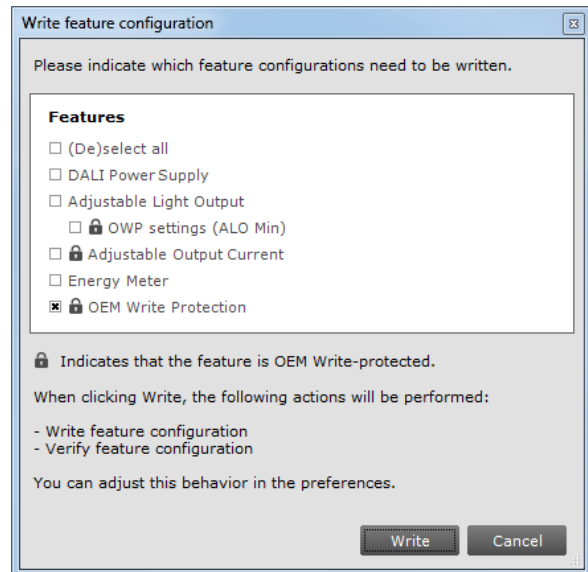 Write feature configuration
Please indicate which feature configurations need to be written.
Features
(De)select all
DALI Power Supply
Adjustable Light Output
OWP settings (ALO Min)
Adjustable Output Current
Energy Meter
OEM Write Protection
Indicates that the feature is OEM Write-protected.
When clicking Write, the following actions will be performed:
- Write feature configuration
- Verify feature configuration
You can adjust this behavior in the preferences.
Write Cancel